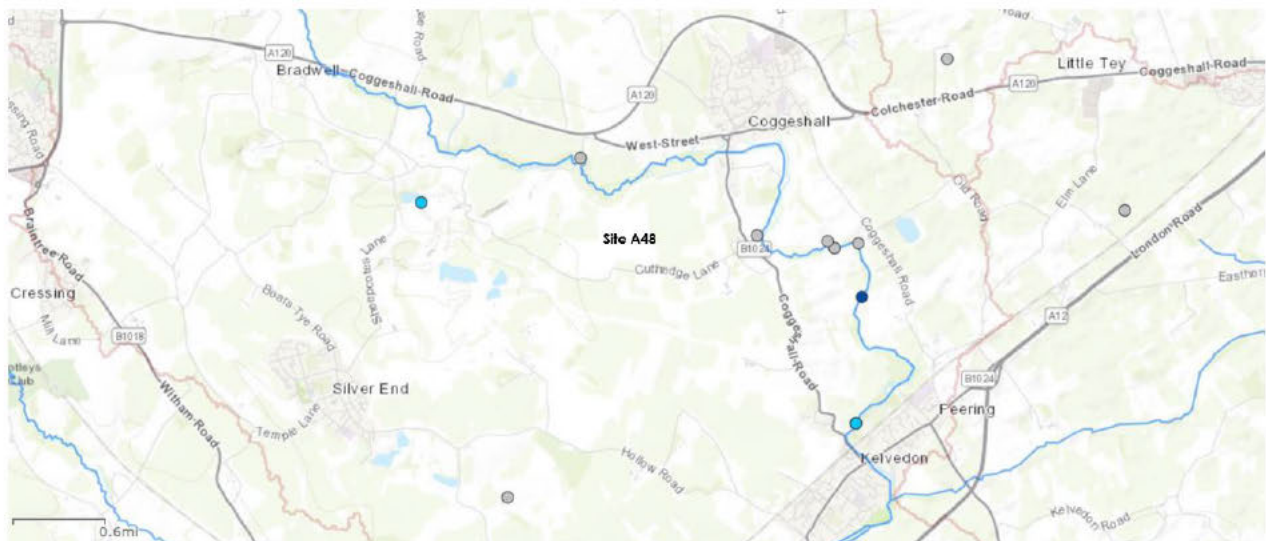 A120
Bradwell
Coggeshall-Road
A120
Little Tey
Coggeshall-Road
A120
Colchester-Road
Coggeshall
West-Street
Old Road
Elm Lane
London Road
Site A48
B1024
Cuthedge Lane
Coggeshall Road
Sheepcotes Lane
Braintree Road
Cressing
Mill Lane
B1018
Boars Tye Road
Silver End
Temple Lane
Witham-Road
Coggeshall-Road
A12
B1024
Feering
Kelvedon
Hollow Road
Kelvedon Road
0.6mi